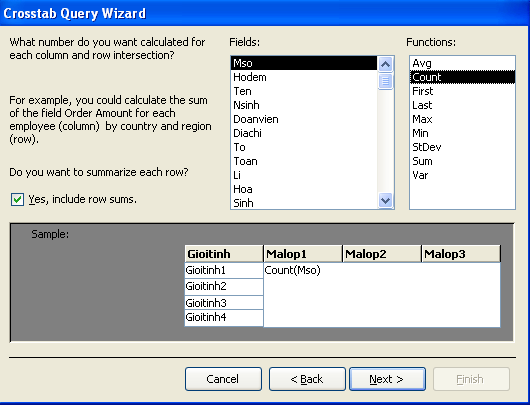 Crosstab Query Wizard
What number do you want calculated for
each column and row intersection?
For example, you could calculate the sum
of the field Order Amount for each
employee (column) by country and region
(row).
Do you want to summarize each row?
Yes, include row sums.
Fields:
Mso
Hodem
Ten
Nsinh
Doanvien
Diachi
To
Toan
Li
Hoa
Sinh
Functions:
Avg
Count
First
Last
Max
Min
StDev
Sum
Var
Sample:
Gioitinh Malop1 Malop2 Malop3
Gioitinh1 Count(Mso)
Gioitinh2
Gioitinh3
Gioitinh4
Cancel < Back Next > Finish